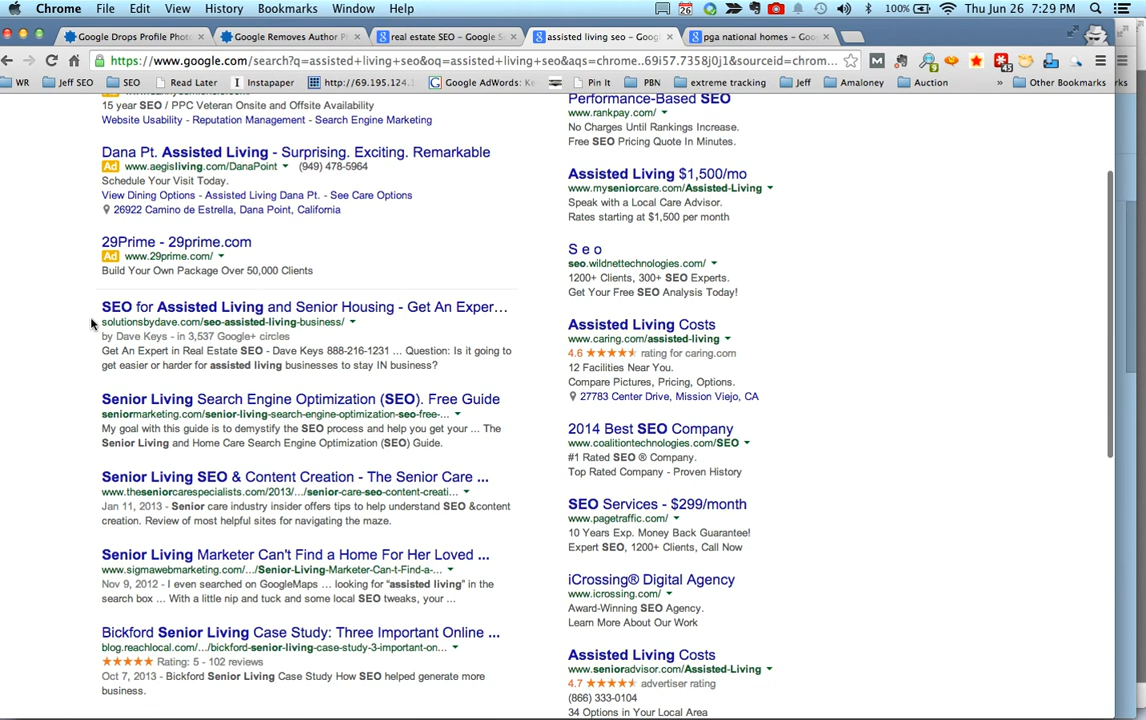 Chrome File Edit View History Bookmarks Window Help 100% Thu Jun 26 7:29 PM
Google Drops Profile Photo Google Removes Author P real estate SEO – Google S assisted living seo – Googl pga national homes – Googl
https://www.google.com/search?q=assisted+living+seo&oq=assisted+living+seo&aqs=chrome..69i57.7358j0j1&sourceid=chrom...
WR Jeff SEO SEO Read Later Instapaper http://69.195.124.1 Google AdWords: Ke Pin It PBN extreme tracking Jeff Amaloney Auction » Other Bookmarks
15 year SEO / PPC Veteran Onsite and Offsite Availability
Website Usability - Reputation Management - Search Engine Marketing
Dana Pt. Assisted Living - Surprising. Exciting. Remarkable
Ad www.aegisliving.com/DanaPoint (949) 478-5964
Schedule Your Visit Today.
View Dining Options - Assisted Living Dana Pt. - See Care Options
26922 Camino de Estrella, Dana Point, California
29Prime - 29prime.com
Ad www.29prime.com/
Build Your Own Package Over 50,000 Clients
SEO for Assisted Living and Senior Housing - Get An Exper...
solutionsbydave.com/seo-assisted-living-business/
by Dave Keys - in 3,537 Google+ circles
Get An Expert in Real Estate SEO - Dave Keys 888-216-1231 ... Question: Is it going to
get easier or harder for assisted living businesses to stay IN business?
Senior Living Search Engine Optimization (SEO). Free Guide
seniormarketing.com/senior-living-search-engine-optimization-seo-free-...
My goal with this guide is to demystify the SEO process and help you get your ... The
Senior Living and Home Care Search Engine Optimization (SEO) Guide.
Senior Living SEO & Content Creation - The Senior Care ...
www.theseniorcarespecialists.com/2013/.../senior-care-seo-content-creati...
Jan 11, 2013 - Senior care industry insider offers tips to help understand SEO &content
creation. Review of most helpful sites for navigating the maze.
Senior Living Marketer Can't Find a Home For Her Loved ...
www.sigmawebmarketing.com/.../Senior-Living-Marketer-Can-t-Find-a-...
Nov 9, 2012 - I even searched on GoogleMaps ... looking for "assisted living" in the
search box ... With a little nip and tuck and some local SEO tweaks, your ...
Bickford Senior Living Case Study: Three Important Online ...
blog.reachlocal.com/.../bickford-senior-living-case-study-3-important-on...
Rating: 5 - 102 reviews
Oct 7, 2013 - Bickford Senior Living Case Study How SEO helped generate more
business.
Performance-Based SEO
www.rankpay.com/
No Charges Until Rankings Increase.
Free SEO Pricing Quote In Minutes.
Assisted Living $1,500/mo
www.myseniorcare.com/Assisted-Living
Speak with a Local Care Advisor.
Rates starting at $1,500 per month
S e o
seo.wildnettechnologies.com/
1200+ Clients, 300+ SEO Experts.
Get Your Free SEO Analysis Today!
Assisted Living Costs
www.caring.com/assisted-living
4.6 rating for caring.com
12 Facilities Near You.
Compare Pictures, Pricing, Options.
27783 Center Drive, Mission Viejo, CA
2014 Best SEO Company
www.coalitiontechnologies.com/SEO
#1 Rated SEO ® Company.
Top Rated Company - Proven History
SEO Services - $299/month
www.pagetraffic.com/
10 Years Exp. Money Back Guarantee!
Expert SEO, 1200+ Clients, Call Now
iCrossing® Digital Agency
www.icrossing.com/
Award-Winning SEO Agency.
Learn More About Our Work
Assisted Living Costs
www.senioradvisor.com/Assisted-Living
4.7 advertiser rating
(866) 333-0104
34 Options in Your Local Area